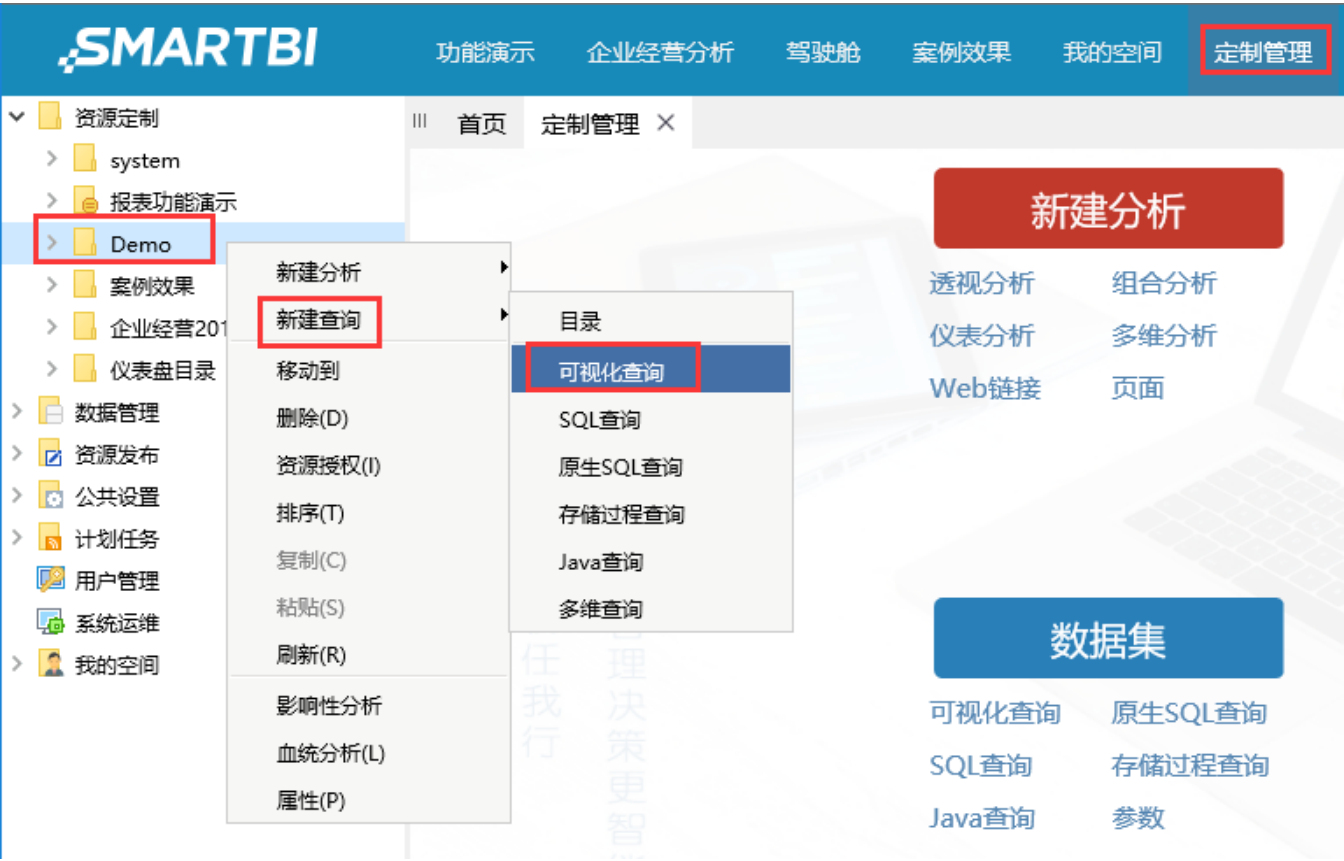 SMARTBI
功能演示 企业经营分析 驾驶舱 案例效果 我的空间 定制管理
资源定制
system
报表功能演示
Demo
案例效果
企业经营201
仪表盘目录
数据管理
资源发布
公共设置
计划任务
用户管理
系统运维
我的空间
首页 定制管理
新建分析
新建查询
移动到
删除(D)
资源授权(I)
排序(T)
复制(C)
粘贴(S)
刷新(R)
影响性分析
血统分析(L)
属性(P)
目录
可视化查询
SQL查询
原生SQL查询
存储过程查询
Java查询
多维查询
任我行
理决策更智
新建分析
透视分析 组合分析
仪表分析 多维分析
Web链接 页面
数据集
可视化查询 原生SQL查询
SQL查询 存储过程查询
Java查询 参数